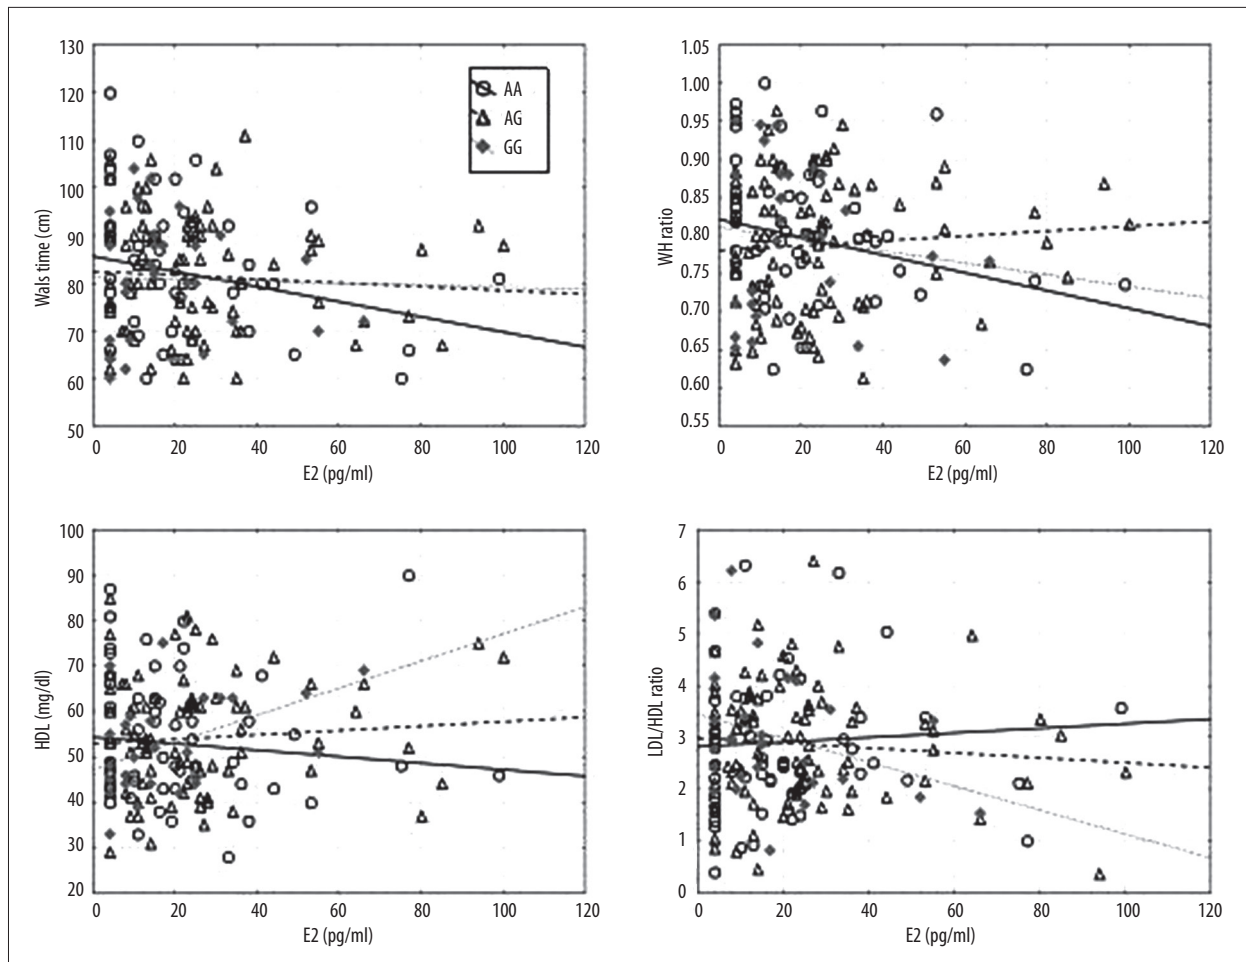 130
120
110
100
90
80
70
60
50
Wals time (cm)
0 20 40 60 80 100 120
E2 (pg/ml)
AA
AG
GG
1.05
1.00
0.95
0.90
0.85
0.80
0.75
0.70
0.65
0.60
0.55
WH ratio
0 20 40 60 80 100 120
E2 (pg/ml)
100
90
80
70
60
50
40
30
20
HDL (mg/dl)
0 20 40 60 80 100 120
E2 (pg/ml)
7
6
5
4
3
2
1
0
LDL/HDL ratio
0 20 40 60 80 100 120
E2 (pg/ml)